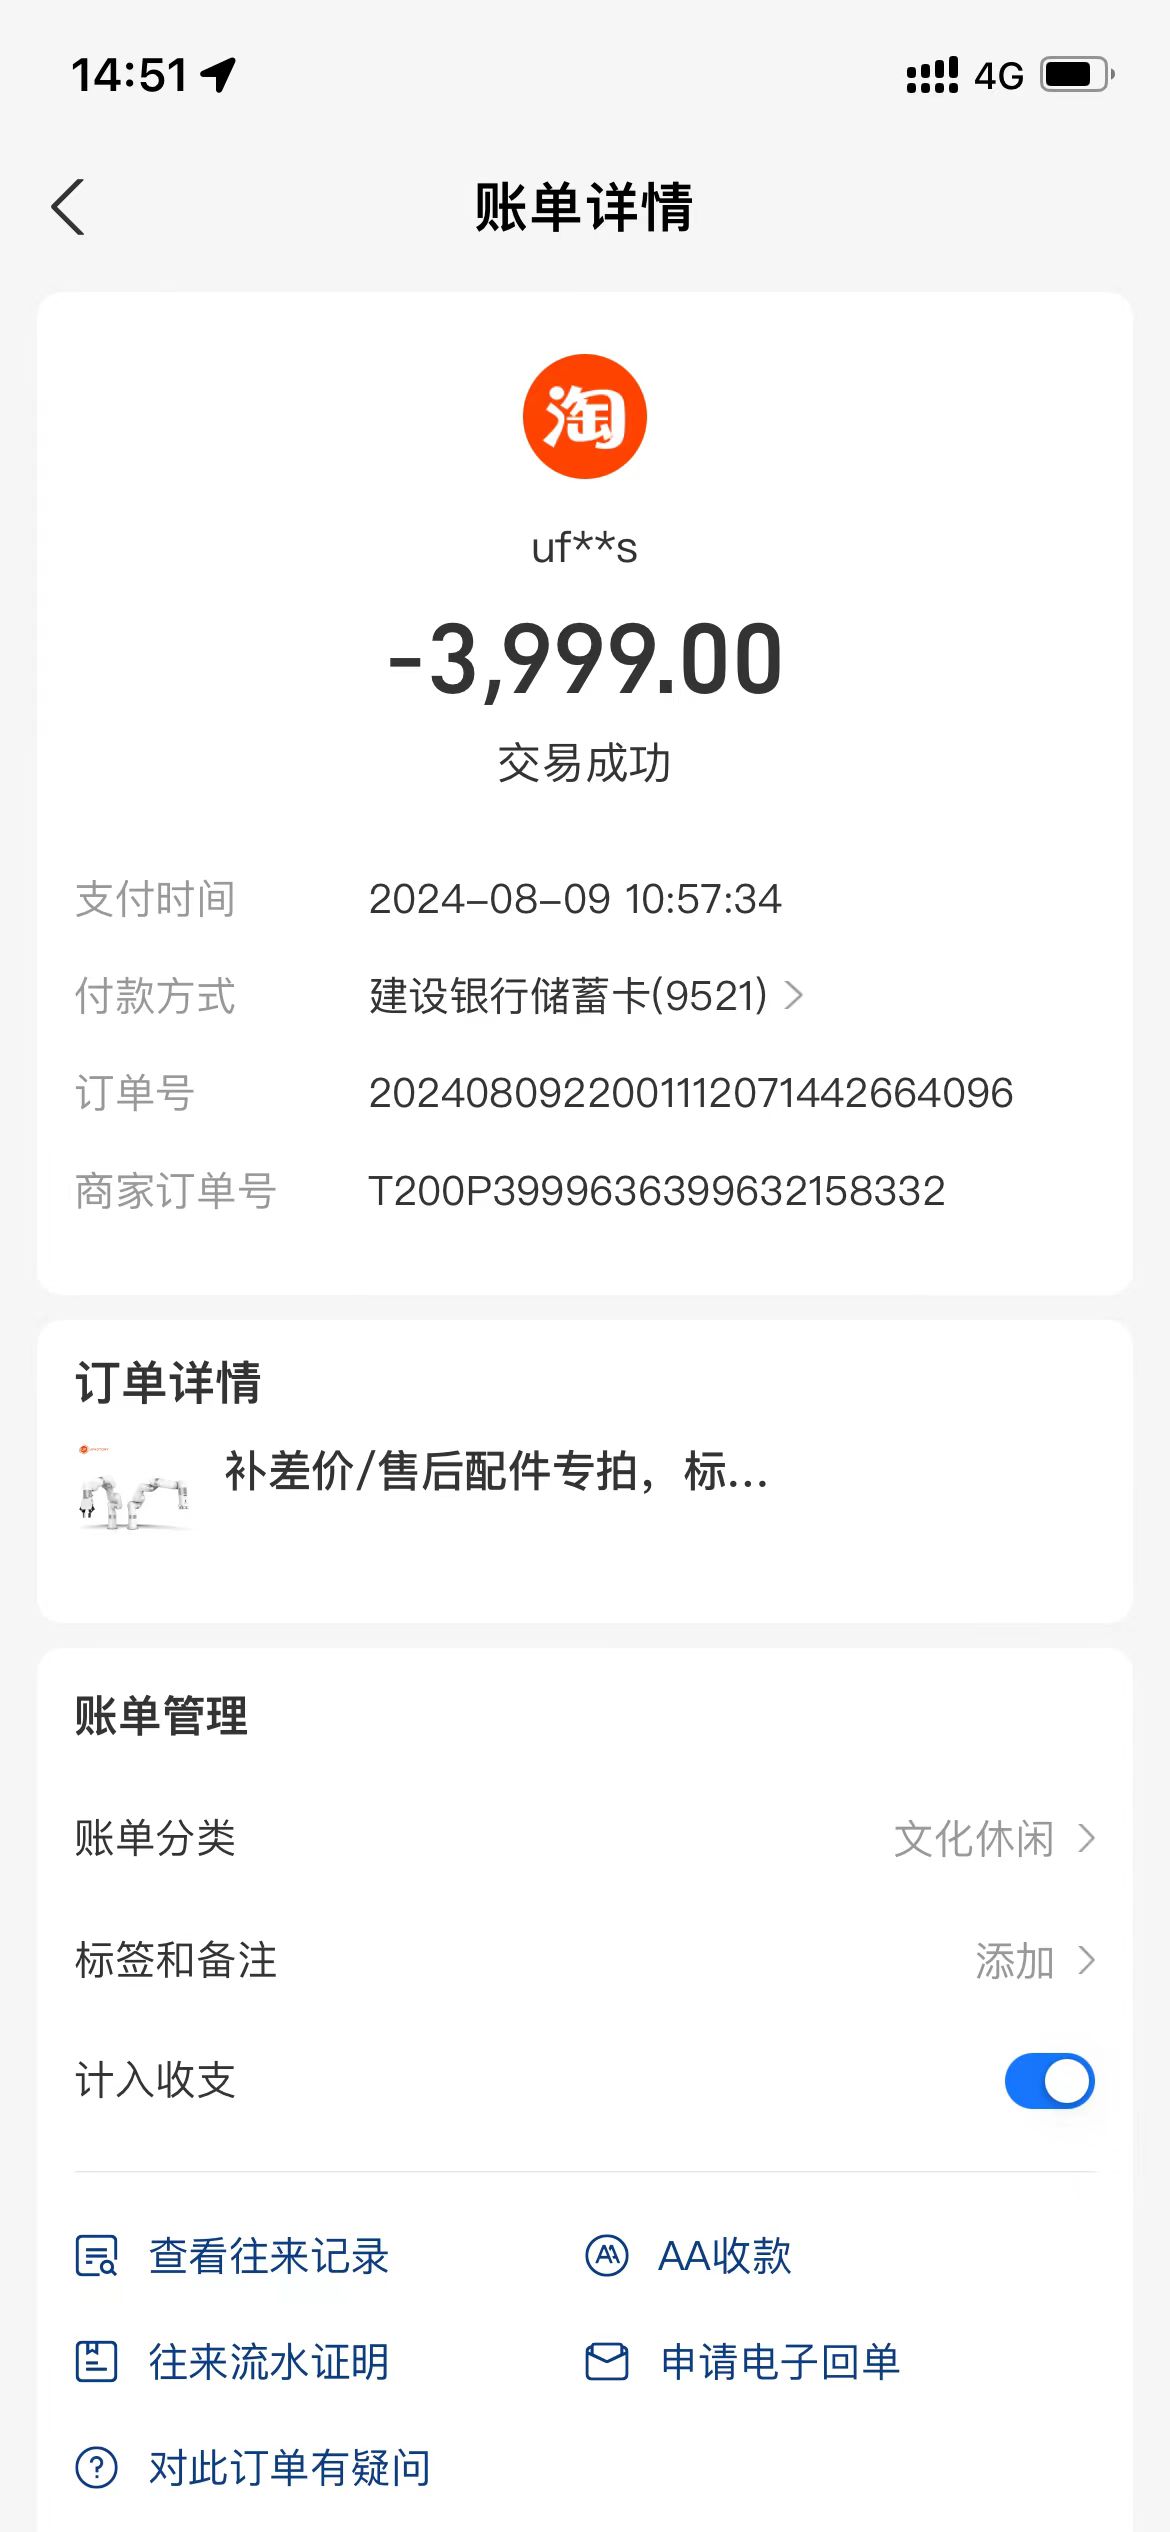 14:51 4G
账单详情
淘
uf**s
-3,999.00
交易成功
支付时间 2024-08-09 10:57:34
付款方式 建设银行储蓄卡(9521)
订单号 2024080922001112071442664096
商家订单号 T200P3999636399632158332
订单详情
补差价/售后配件专拍，标...
账单管理
账单分类 文化休闲
标签和备注 添加
计入收支
查看往来记录 AA收款
往来流水证明 申请电子回单
对此订单有疑问